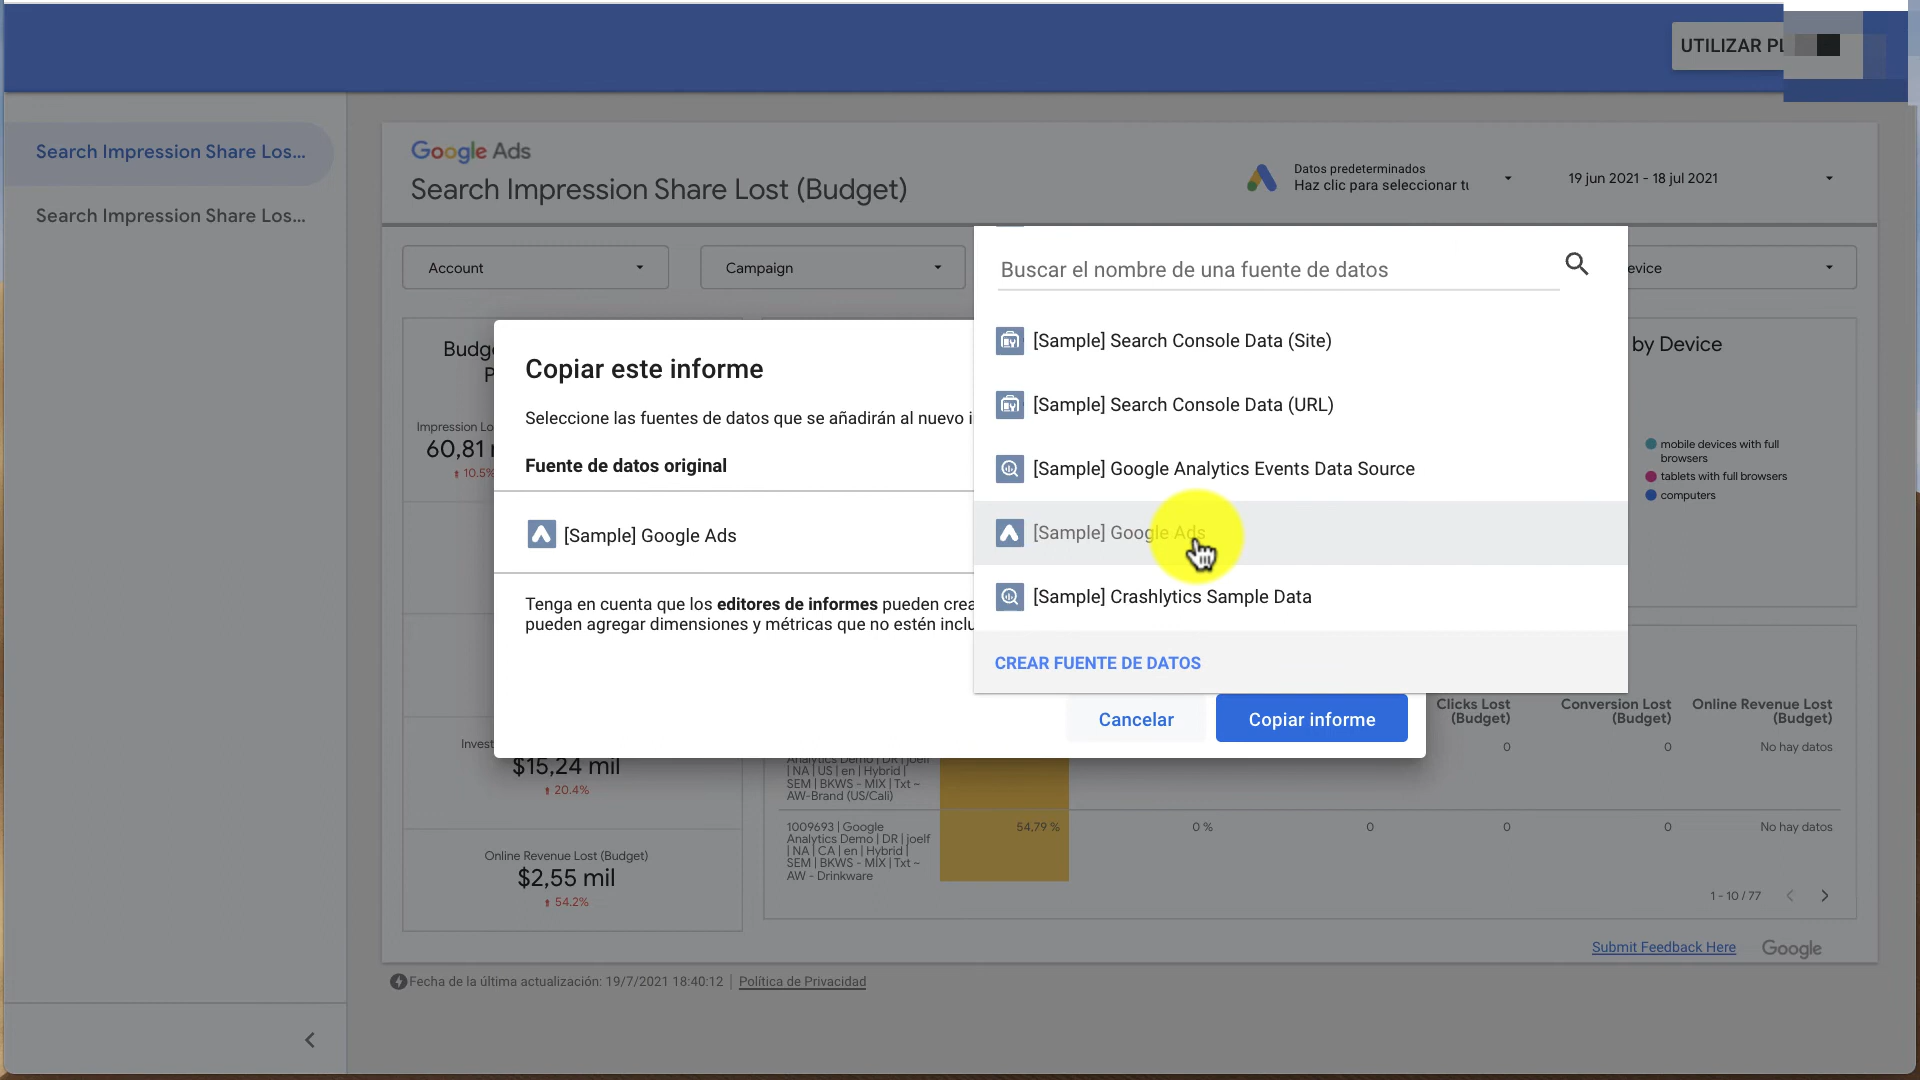 UTILIZAR
Search Impression Share Los...
Search Impression Share Los...
Google Ads
Search Impression Share Lost (Budget)
Datos predeterminados
Haz clic para seleccionar
19 jun 2021 - 18 jul 2021
Account
Campaign
Buscar el nombre de una fuente de datos
[Sample] Search Console Data (Site)
[Sample] Search Console Data (URL)
[Sample] Google Analytics Events Data Source
[Sample] Google Ads
[Sample] Crashlytics Sample Data
CREAR FUENTE DE DATOS
by Device
mobile devices with full
browsers
tablets with full browsers
computers
Impression
60,81
10.5%
Copiar este informe
Seleccione las fuentes de datos que se añadirán al nuevo
Fuente de datos original
[Sample] Google Ads
Tenga en cuenta que los editores de informes pueden
pueden agregar dimensiones y métricas que no estén
Cancelar
Copiar informe
$15,24 mil
20.4%
Online Revenue Lost (Budget)
$2,55 mil
54.2%
Clicks Lost
(Budget)
Conversion Lost
(Budget)
Online Revenue Lost
(Budget)
0
0
No hay datos
Analytics Demo | DR | joelf
| NA | US | en | Hybrid |
SEM | BKWS - MIX | Txt ~
AW-Brand (US/Cali)
1009693 | Google
Analytics Demo | DR | joelf
| NA | CA | en | Hybrid |
SEM | BKWS - MIX | Txt ~
AW - Drinkware
54,79 %
0 %
0
0
0
No hay datos
1 - 10 / 77
Submit Feedback Here
Google
Fecha de la última actualización: 19/7/2021 18:40:12
Política de Privacidad